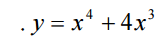 . y = x⁴ + 4x³